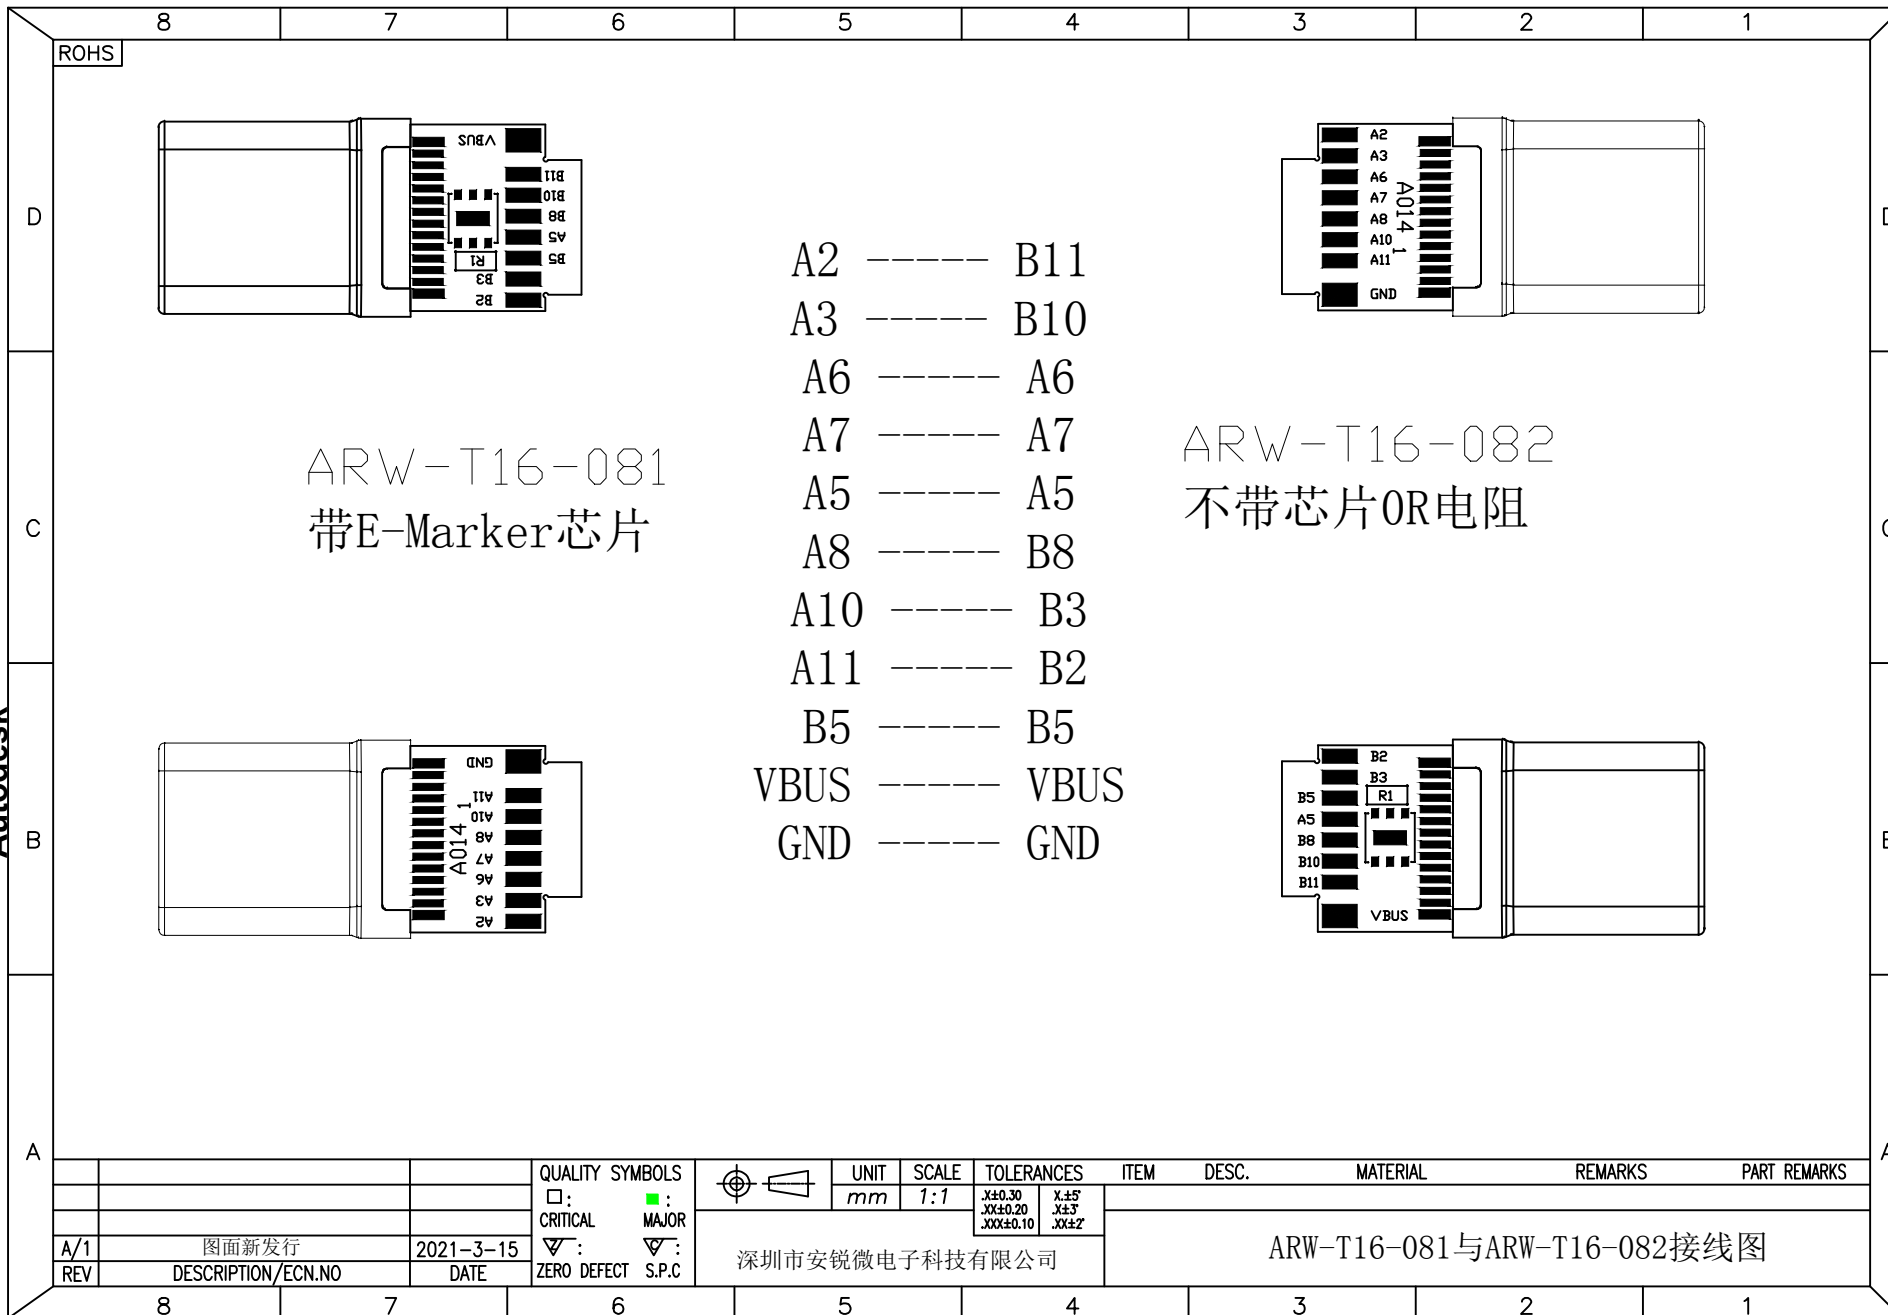 8 7 6 5 4 3 2 1
ROHS
D
C
B
A
VBUS
B11
B10
B8
A5
B5
R1
B3
B2
A2
A3
A6
A7
A8
A10
A11
GND
A014 1
A2 ----- B11
A3 ----- B10
A6 ----- A6
A7 ----- A7
A5 ----- A5
A8 ----- B8
A10 ----- B3
A11 ----- B2
B5 ----- B5
VBUS ----- VBUS
GND ----- GND
ARW-T16-081
带E-Marker芯片
ARW-T16-082
不带芯片0R电阻
GND
A11
A10
A8
A7
A6
A3
A2
A014 1
B2
B3
B5
R1
A5
B8
B10
B11
VBUS
QUALITY SYMBOLS
CRITICAL MAJOR
ZERO DEFECT S.P.C
UNIT SCALE TOLERANCES ITEM DESC. MATERIAL REMARKS PART REMARKS
mm 1:1
.X±0.30 X.±5°
.XX±0.20 .X±3°
.XXX±0.10 .XX±2°
A/1 图面新发行 2021-3-15
REV DESCRIPTION/ECN.NO DATE
深圳市安锐微电子科技有限公司
ARW-T16-081与ARW-T16-082接线图
8 7 6 5 4 3 2 1